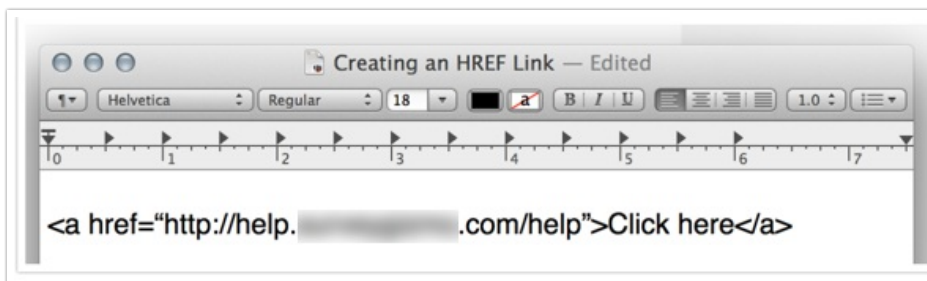 Creating an HREF Link — Edited
¶ Helvetica Regular 18 a B I U 1.0
0 1 2 3 4 5 6 7
<a href=“http://help. .com/help”>Click here</a>